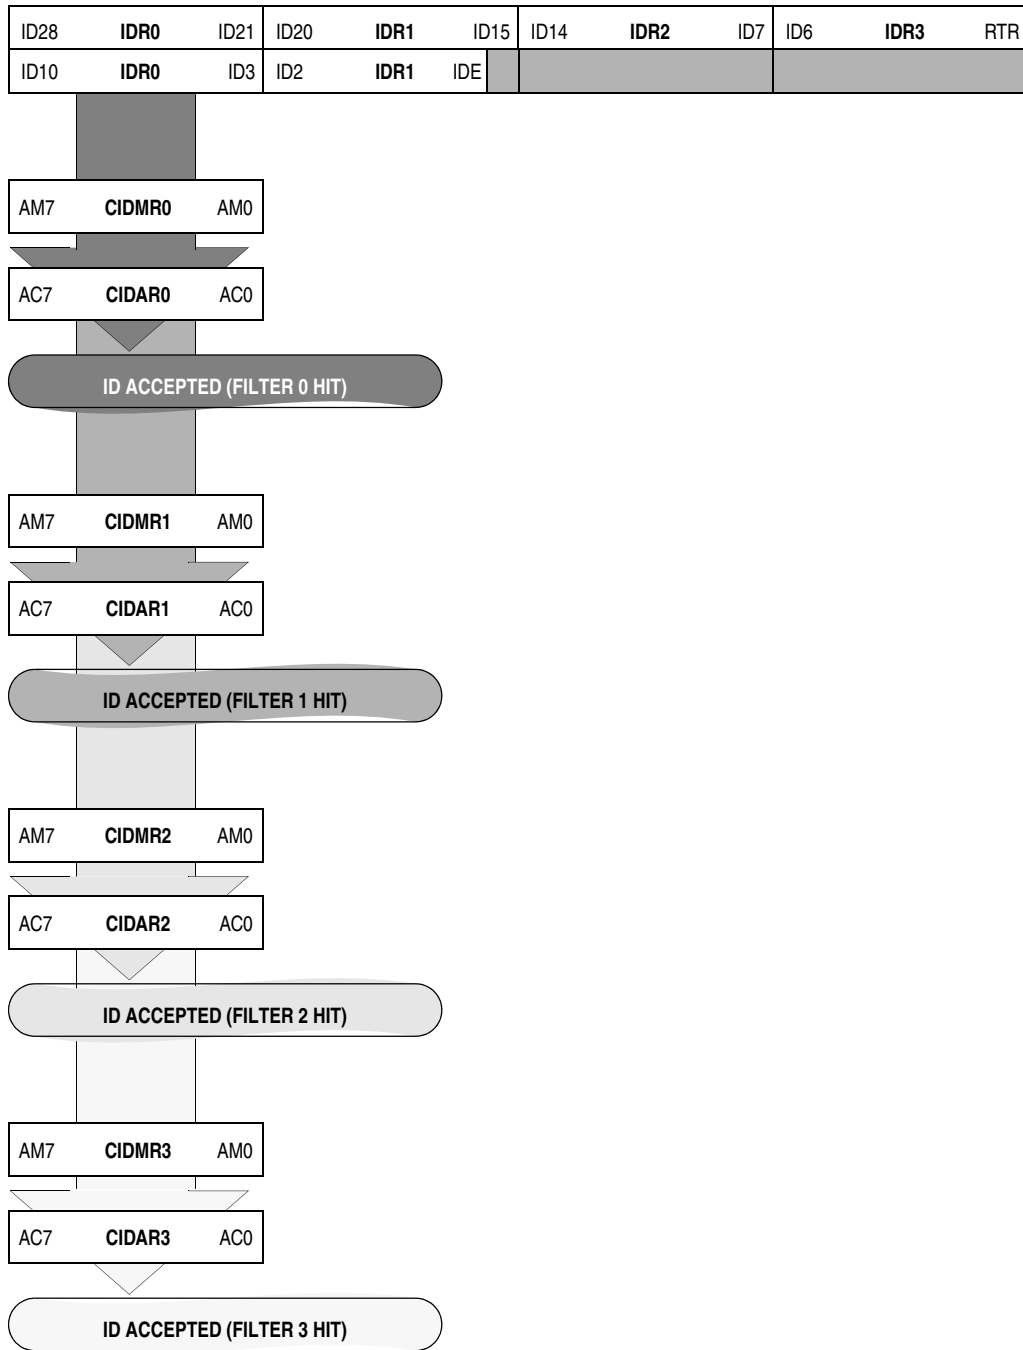 ID28 IDR0 ID21 ID20 IDR1 ID15 ID14 IDR2 ID7 ID6 IDR3 RTR
ID10 IDR0 ID3 ID2 IDR1 IDE
AM7 CIDMR0 AM0
AC7 CIDAR0 AC0
ID ACCEPTED (FILTER 0 HIT)
AM7 CIDMR1 AM0
AC7 CIDAR1 AC0
ID ACCEPTED (FILTER 1 HIT)
AM7 CIDMR2 AM0
AC7 CIDAR2 AC0
ID ACCEPTED (FILTER 2 HIT)
AM7 CIDMR3 AM0
AC7 CIDAR3 AC0
ID ACCEPTED (FILTER 3 HIT)